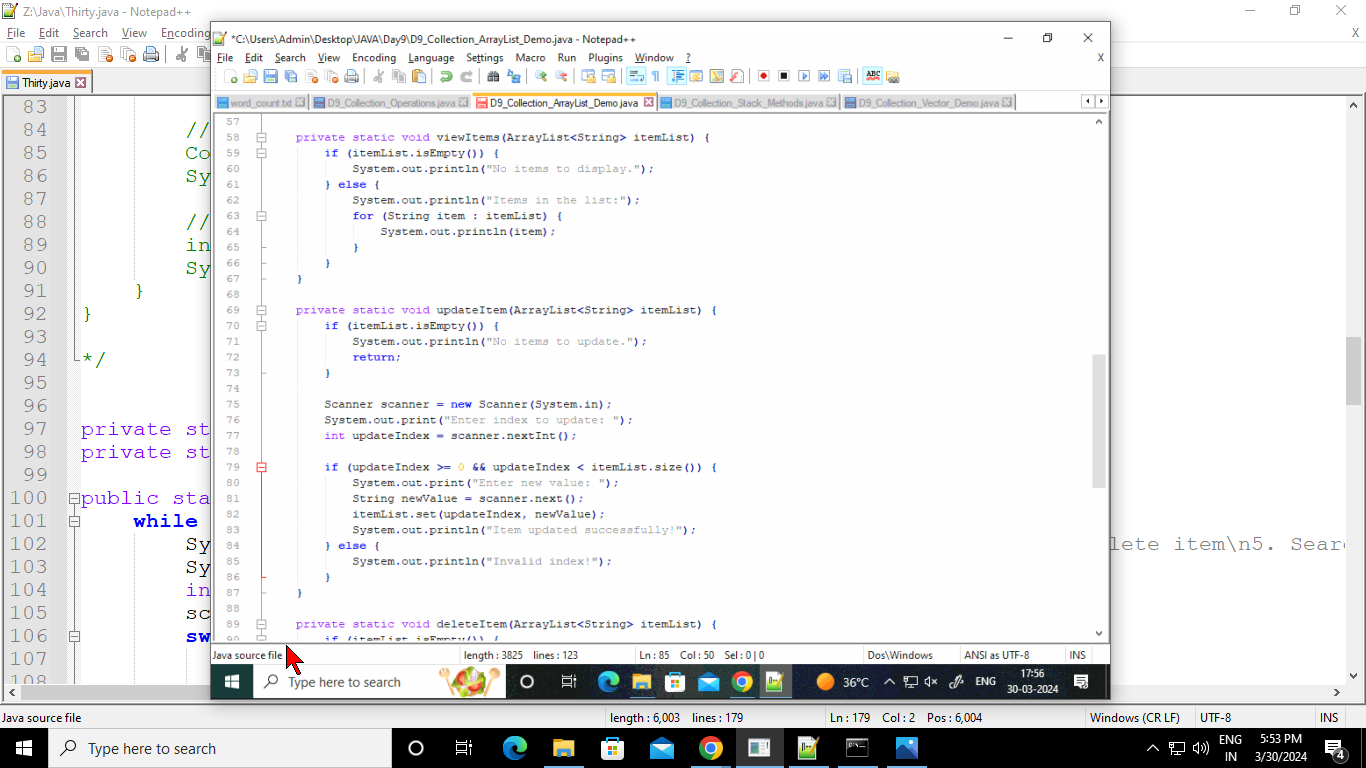 Z:\Java\Thirty.java - Notepad++
File Edit Search View Encoding
X
Thirty.java
83
84 //
85 Co
86 Sy
87
88 //
89 in
90 Sy
91 }
92 }
93
94 */
95
96
97 private st
98 private st
99
100 public sta
101 while
102 Sy lete item\n5. Sear
103 Sy
104 in
105 sc
106 sw
107
108
*C:\Users\Admin\Desktop\JAVA\Day9\D9_Collection_ArrayList_Demo.java - Notepad++
File Edit Search View Encoding Language Settings Macro Run Plugins Window ?
X
word_count.txt D9_Collection_Operations.java D9_Collection_ArrayList_Demo.java D9_Collection_Stack_Methods.java D9_Collection_Vector_Demo.java
57
58 private static void viewItems(ArrayList<String> itemList) {
59 if (itemList.isEmpty()) {
60 System.out.println("No items to display.");
61 } else {
62 System.out.println("Items in the list:");
63 for (String item : itemList) {
64 System.out.println(item);
65 }
66 }
67 }
68
69 private static void updateItem(ArrayList<String> itemList) {
70 if (itemList.isEmpty()) {
71 System.out.println("No items to update.");
72 return;
73 }
74
75 Scanner scanner = new Scanner(System.in);
76 System.out.print("Enter index to update: ");
77 int updateIndex = scanner.nextInt();
78
79 if (updateIndex >= 0 && updateIndex < itemList.size()) {
80 System.out.print("Enter new value: ");
81 String newValue = scanner.next();
82 itemList.set(updateIndex, newValue);
83 System.out.println("Item updated successfully!");
84 } else {
85 System.out.println("Invalid index!");
86 }
87 }
88
89 private static void deleteItem(ArrayList<String> itemList) {
90 if (itemList.isEmpty()) {
Java source file length : 3825 lines : 123 Ln : 85 Col : 50 Sel : 0 | 0 Dos\Windows ANSI as UTF-8 INS
Type here to search 36°C ENG 17:56
30-03-2024
Java source file length : 6,003 lines : 179 Ln : 179 Col : 2 Pos : 6,004 Windows (CR LF) UTF-8 INS
Type here to search ENG 5:53 PM
IN 3/30/2024 4